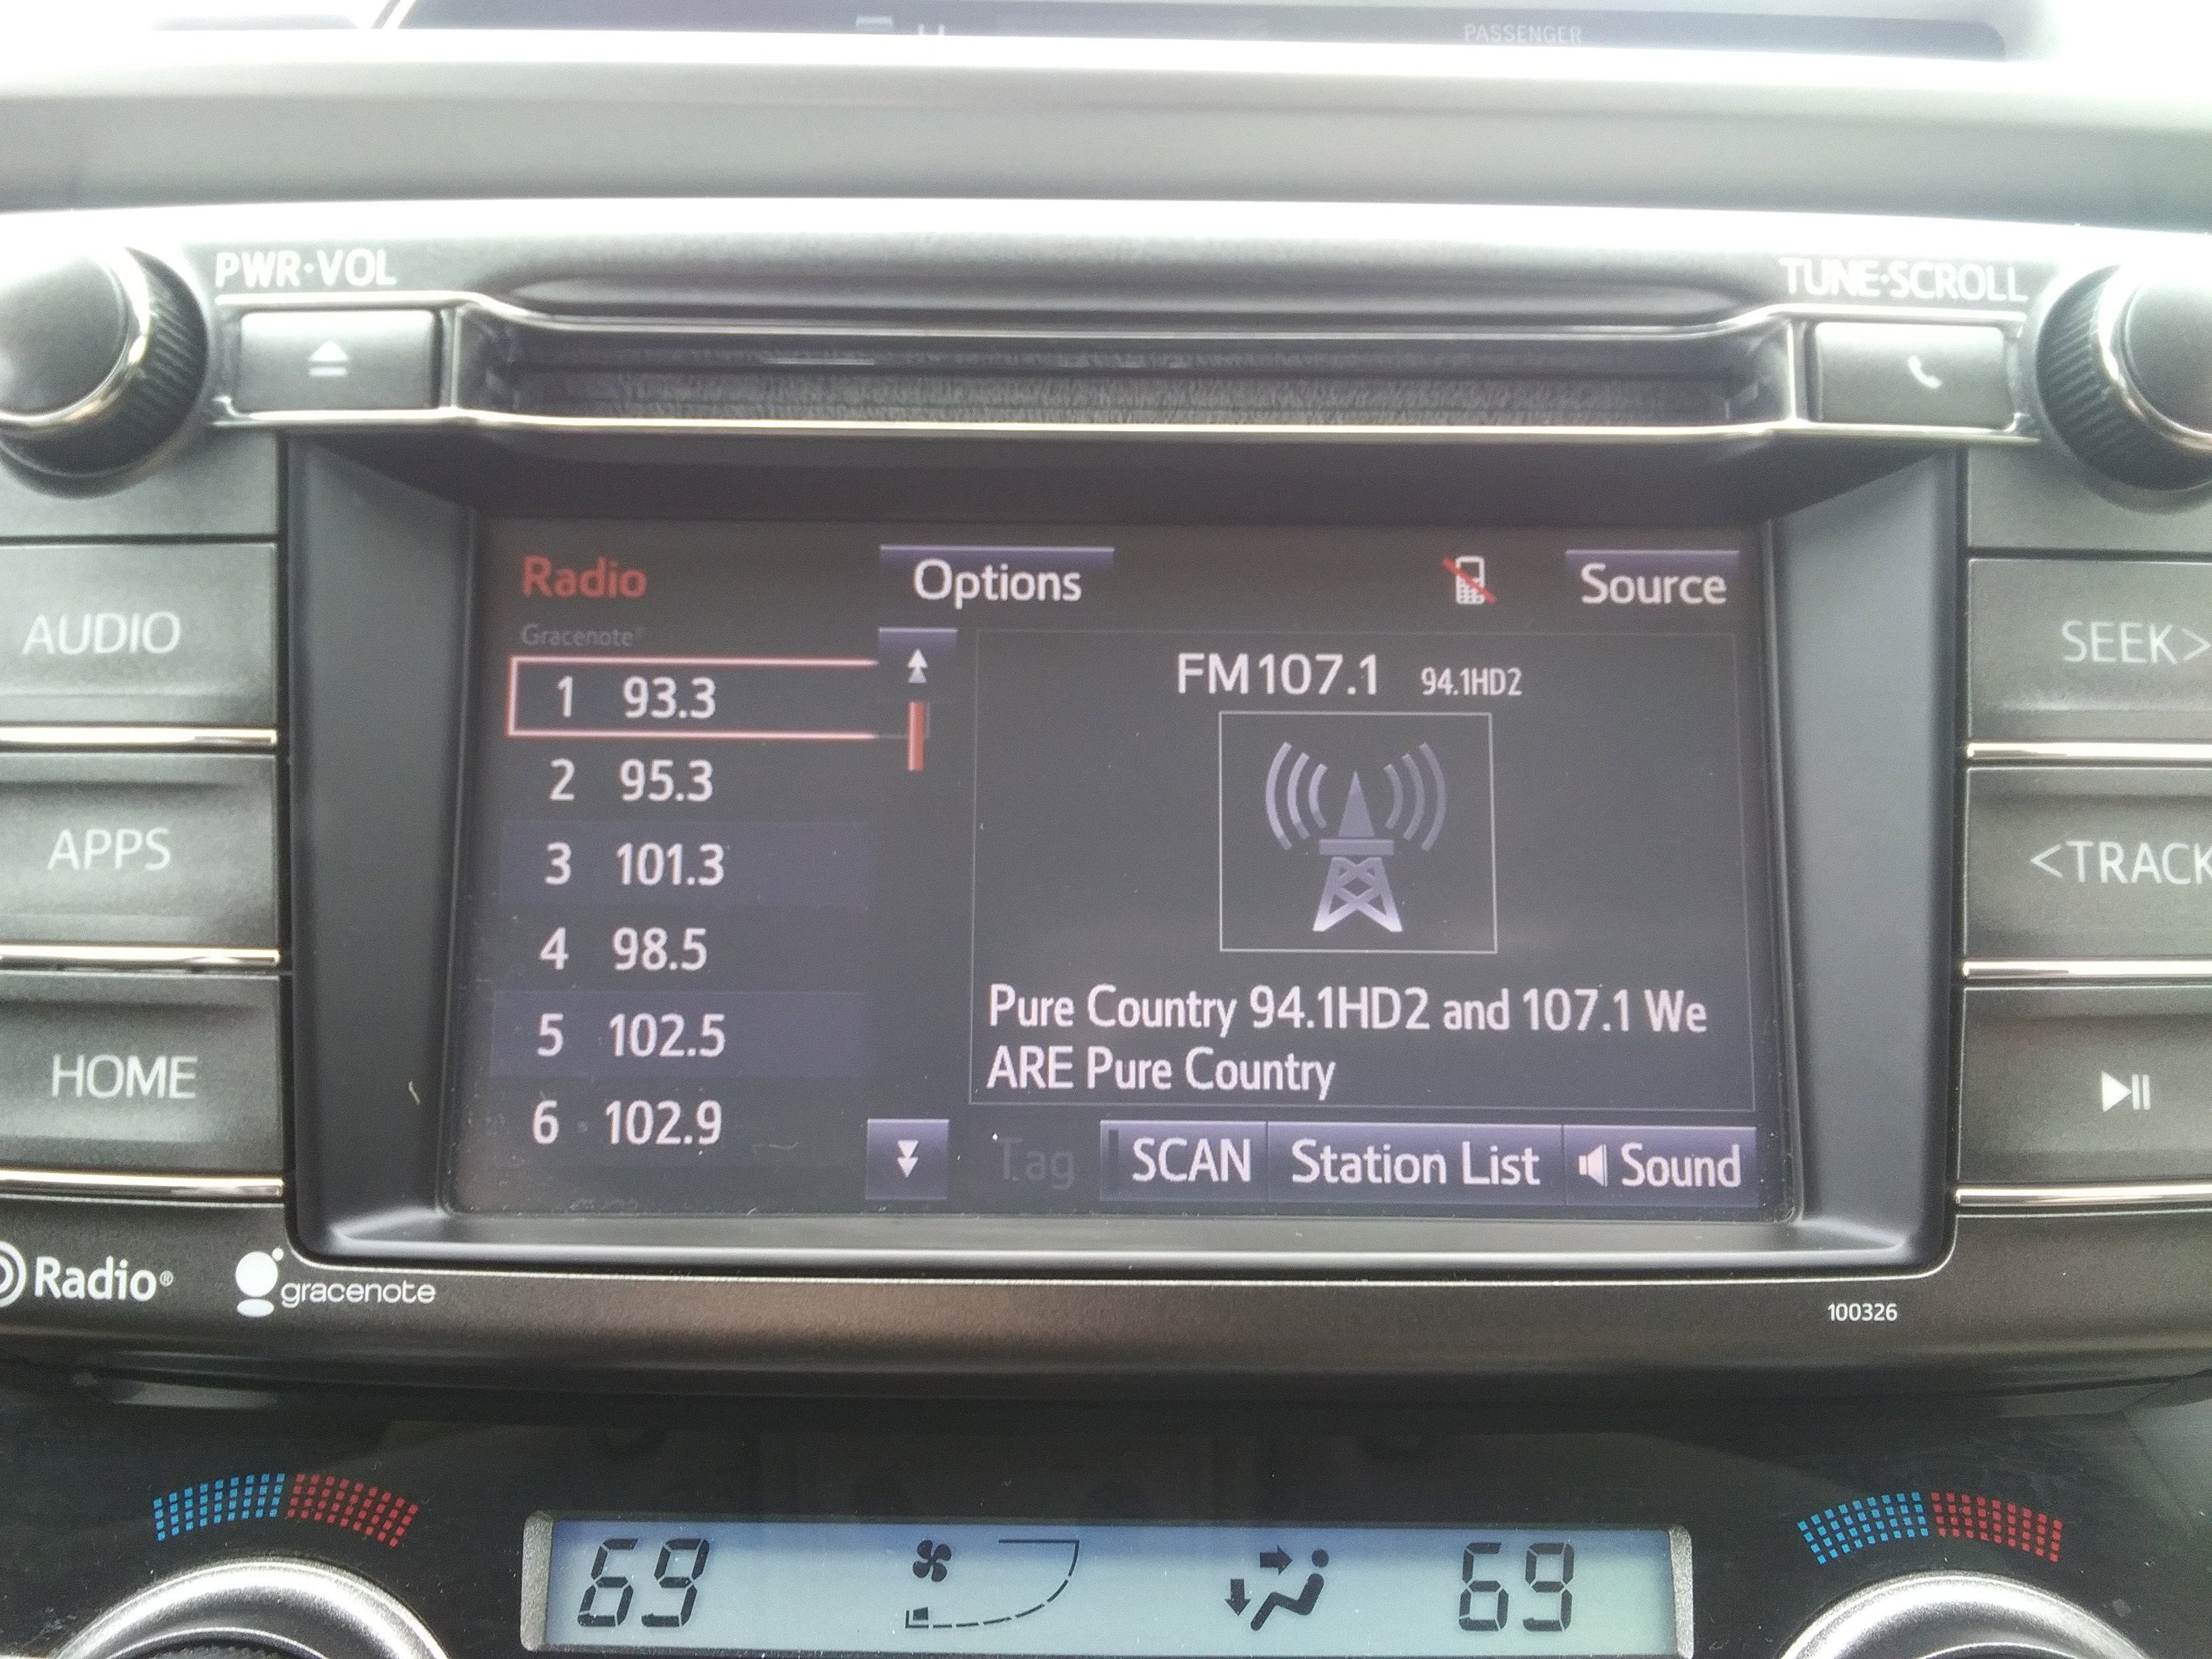 PASSENGER
PWR·VOL
TUNE·SCROLL
AUDIO
APPS
HOME
SEEK>
<TRACK
Radio
Options
Source
Gracenote®
1 93.3
2 95.3
3 101.3
4 98.5
5 102.5
6 102.9
FM107.1 94.1HD2
Pure Country 94.1HD2 and 107.1 We
ARE Pure Country
Tag
SCAN
Station List
Sound
Radio®
gracenote
100326
69
69